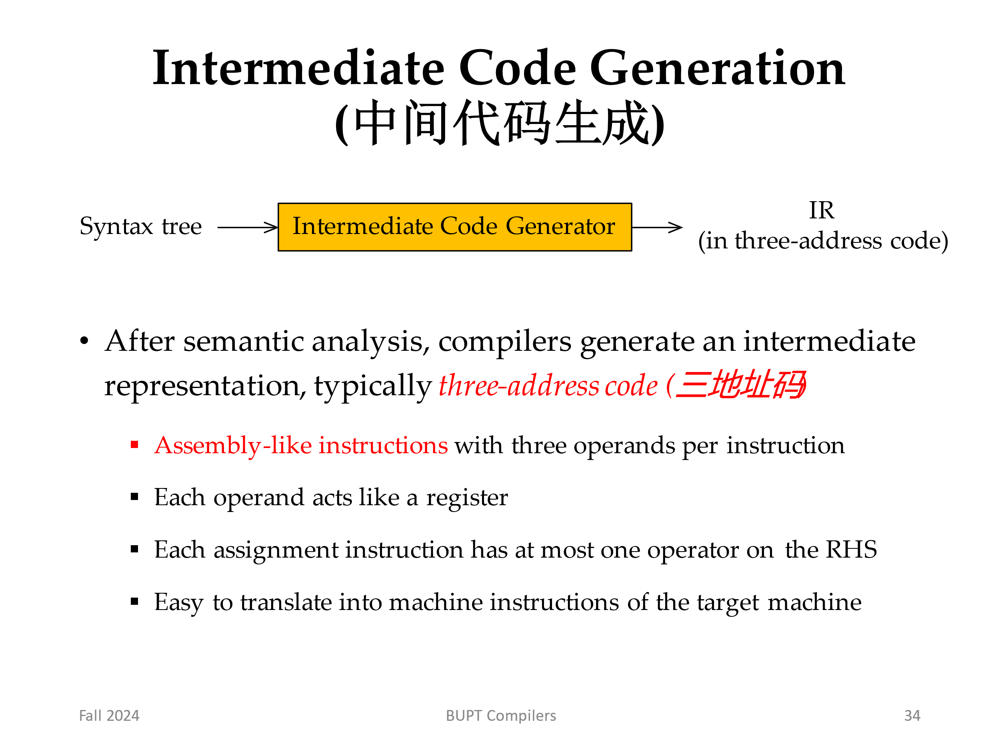 Intermediate Code Generation
(中间代码生成)
Syntax tree
Intermediate Code Generator
IR
(in three-address code)
• After semantic analysis, compilers generate an intermediate
representation, typically three-address code (三地址码)
▪ Assembly-like instructions with three operands per instruction
▪ Each operand acts like a register
▪ Each assignment instruction has at most one operator on the RHS
▪ Easy to translate into machine instructions of the target machine
Fall 2024
BUPT Compilers
34